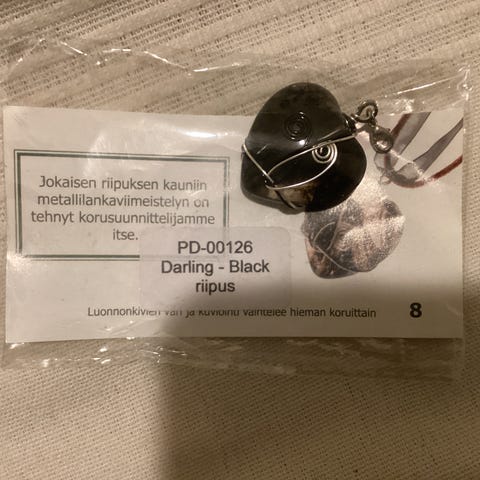 Jokaisen riipuksen kauniin
metallilankaviimeistelyn on
tehnyt korusuunnittelijamme
itse.
PD-00126
Darling - Black
riipus
Luonnonkivien väri ja kuviointi vaihtelee hieman koruittain
8